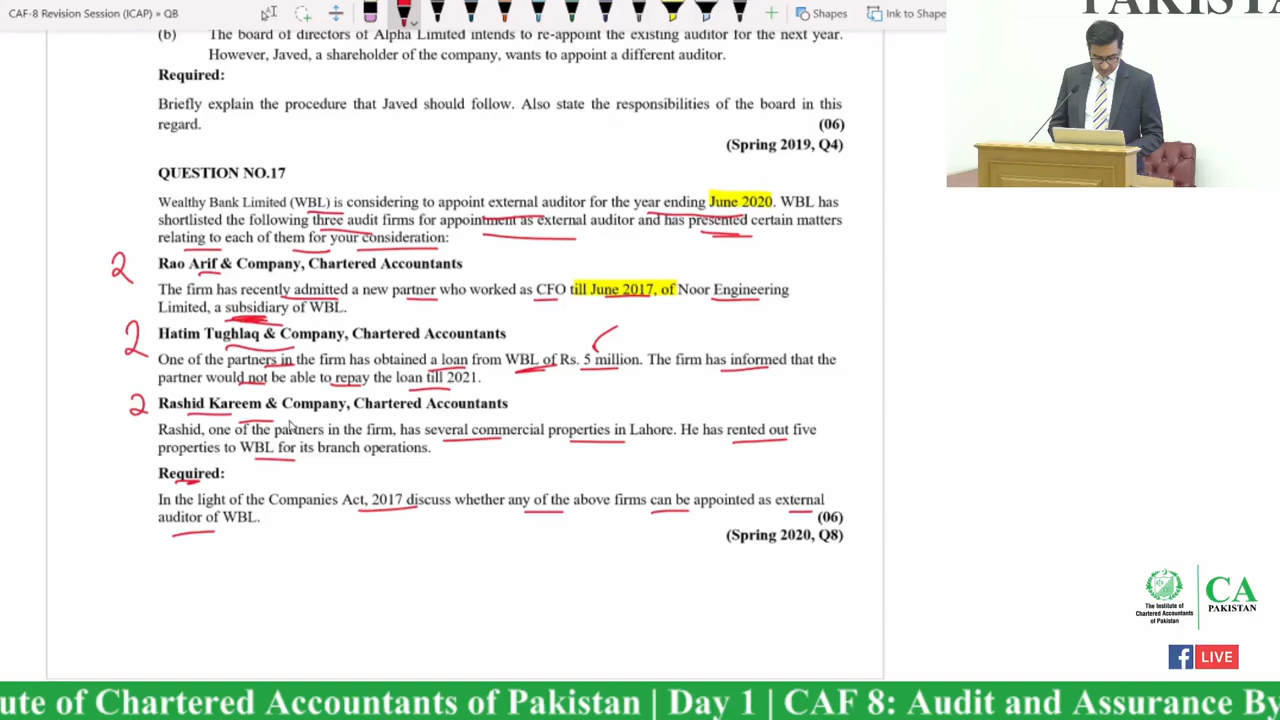 CAF-8 Revision Session (ICAP) » QB
Shapes
Ink to Shape
PAKISTA
(b) The board of directors of Alpha Limited intends to re-appoint the existing auditor for the next year.
However, Javed, a shareholder of the company, wants to appoint a different auditor.
Required:
Briefly explain the procedure that Javed should follow. Also state the responsibilities of the board in this
regard. (06)
(Spring 2019, Q4)
QUESTION NO.17
Wealthy Bank Limited (WBL) is considering to appoint external auditor for the year ending June 2020. WBL has
shortlisted the following three audit firms for appointment as external auditor and has presented certain matters
relating to each of them for your consideration:
2 Rao Arif & Company, Chartered Accountants
The firm has recently admitted a new partner who worked as CFO till June 2017, of Noor Engineering
Limited, a subsidiary of WBL.
2 Hatim Tughlaq & Company, Chartered Accountants
One of the partners in the firm has obtained a loan from WBL of Rs. 5 million. The firm has informed that the
partner would not be able to repay the loan till 2021.
2 Rashid Kareem & Company, Chartered Accountants
Rashid, one of the partners in the firm, has several commercial properties in Lahore. He has rented out five
properties to WBL for its branch operations.
Required:
In the light of the Companies Act, 2017 discuss whether any of the above firms can be appointed as external
auditor of WBL. (06)
(Spring 2020, Q8)
The Institute of
Chartered Accountants
of Pakistan
CA
PAKISTAN
f LIVE
ute of Chartered Accountants of Pakistan | Day 1 | CAF 8: Audit and Assurance By